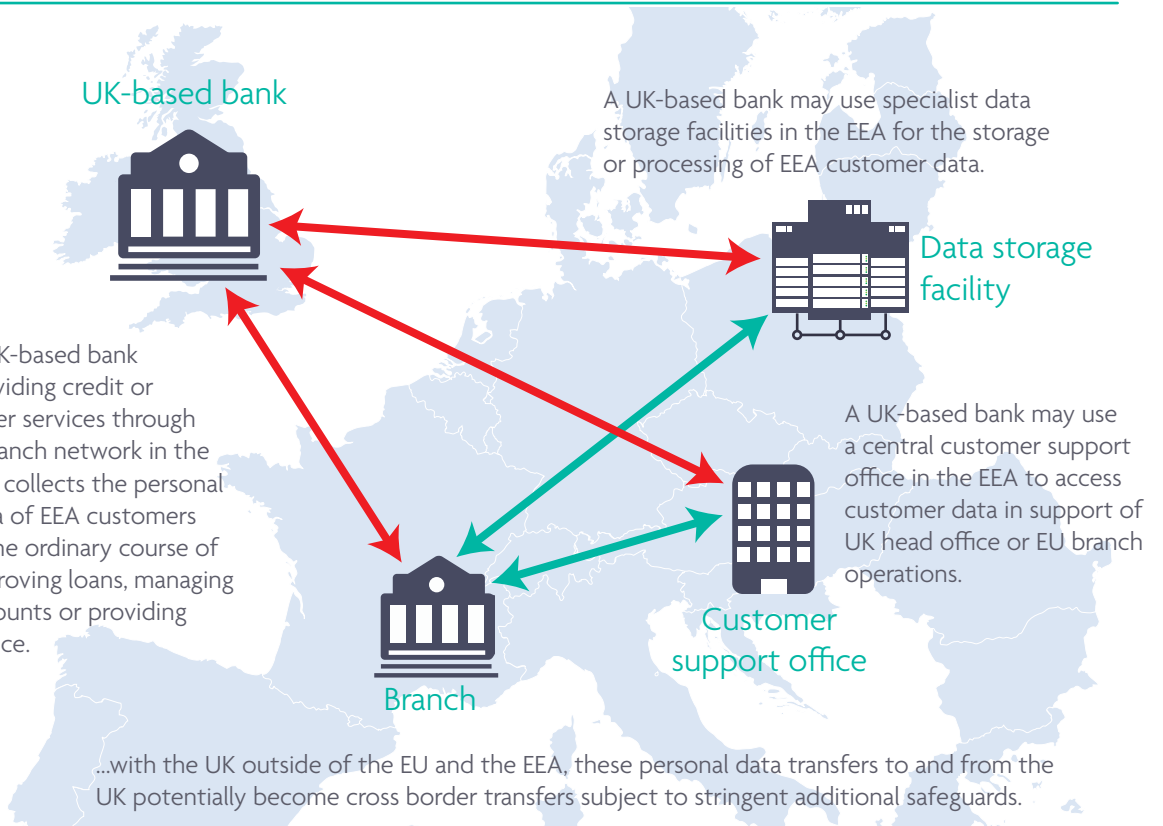 UK-based bank
A UK-based bank may use specialist data
storage facilities in the EEA for the storage
or processing of EEA customer data.
Data storage
facility
K-based bank
viding credit or
er services through
anch network in the
collects the personal
a of EEA customers
he ordinary course of
roving loans, managing
ounts or providing
ce.
A UK-based bank may use
a central customer support
office in the EEA to access
customer data in support of
UK head office or EU branch
operations.
Customer
support office
Branch
...with the UK outside of the EU and the EEA, these personal data transfers to and from the
UK potentially become cross border transfers subject to stringent additional safeguards.